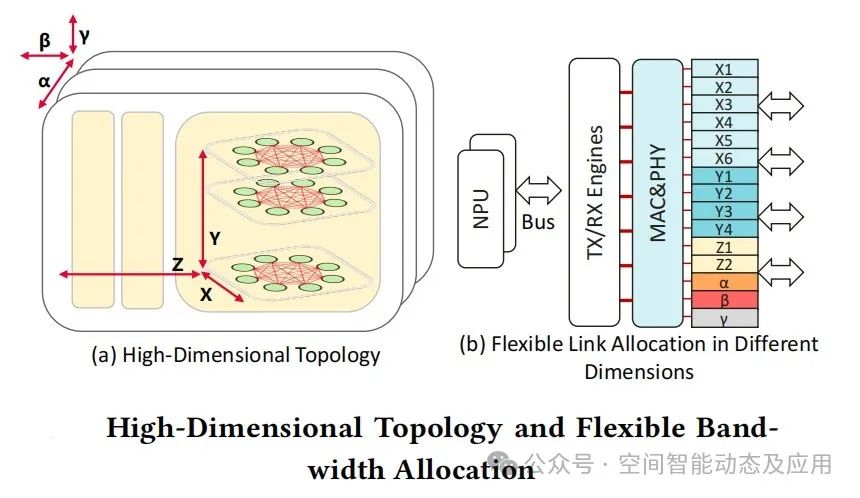 β
γ
α
Y
Z
X
(a) High-Dimensional Topology
NPU
Bus
TX/RX Engines
MAC&PHY
X1
X2
X3
X4
X5
X6
Y1
Y2
Y3
Y4
Z1
Z2
α
β
γ
(b) Flexible Link Allocation in Different
Dimensions
High-Dimensional Topology and Flexible Band-
width Allocation
公众号·空间智能动态及应用